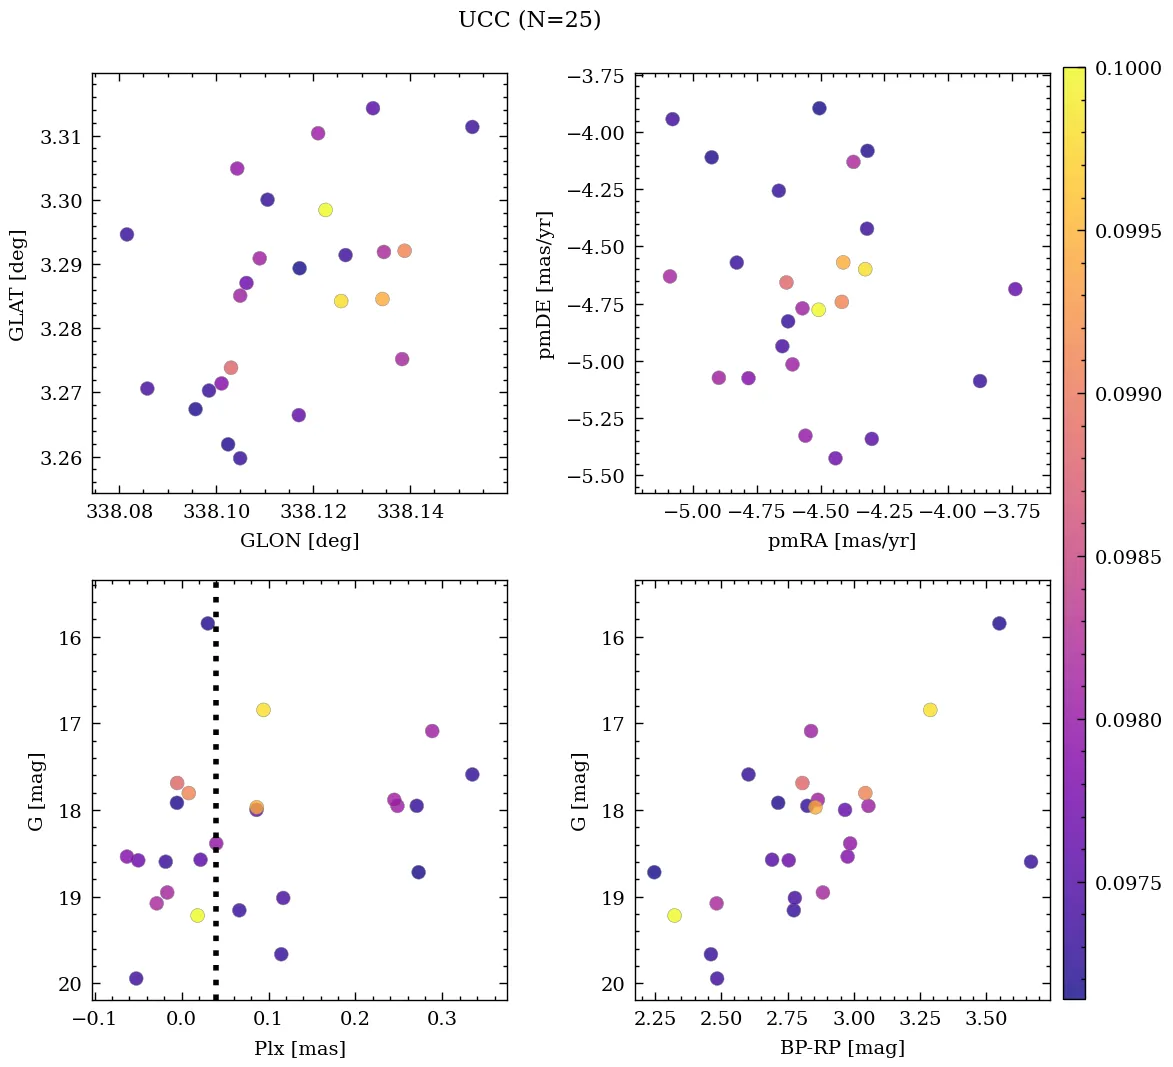 UCC (N=25)
3.31
3.30
3.29
3.28
3.27
3.26
GLAT [deg]
338.08 338.10 338.12 338.14
GLON [deg]
−3.75
−4.00
−4.25
−4.50
−4.75
−5.00
−5.25
−5.50
pmDE [mas/yr]
−5.00 −4.75 −4.50 −4.25 −4.00 −3.75
pmRA [mas/yr]
0.1000
0.0995
0.0990
0.0985
0.0980
0.0975
16
17
18
19
20
G [mag]
−0.1 0.0 0.1 0.2 0.3
Plx [mas]
16
17
18
19
20
G [mag]
2.25 2.50 2.75 3.00 3.25 3.50
BP-RP [mag]